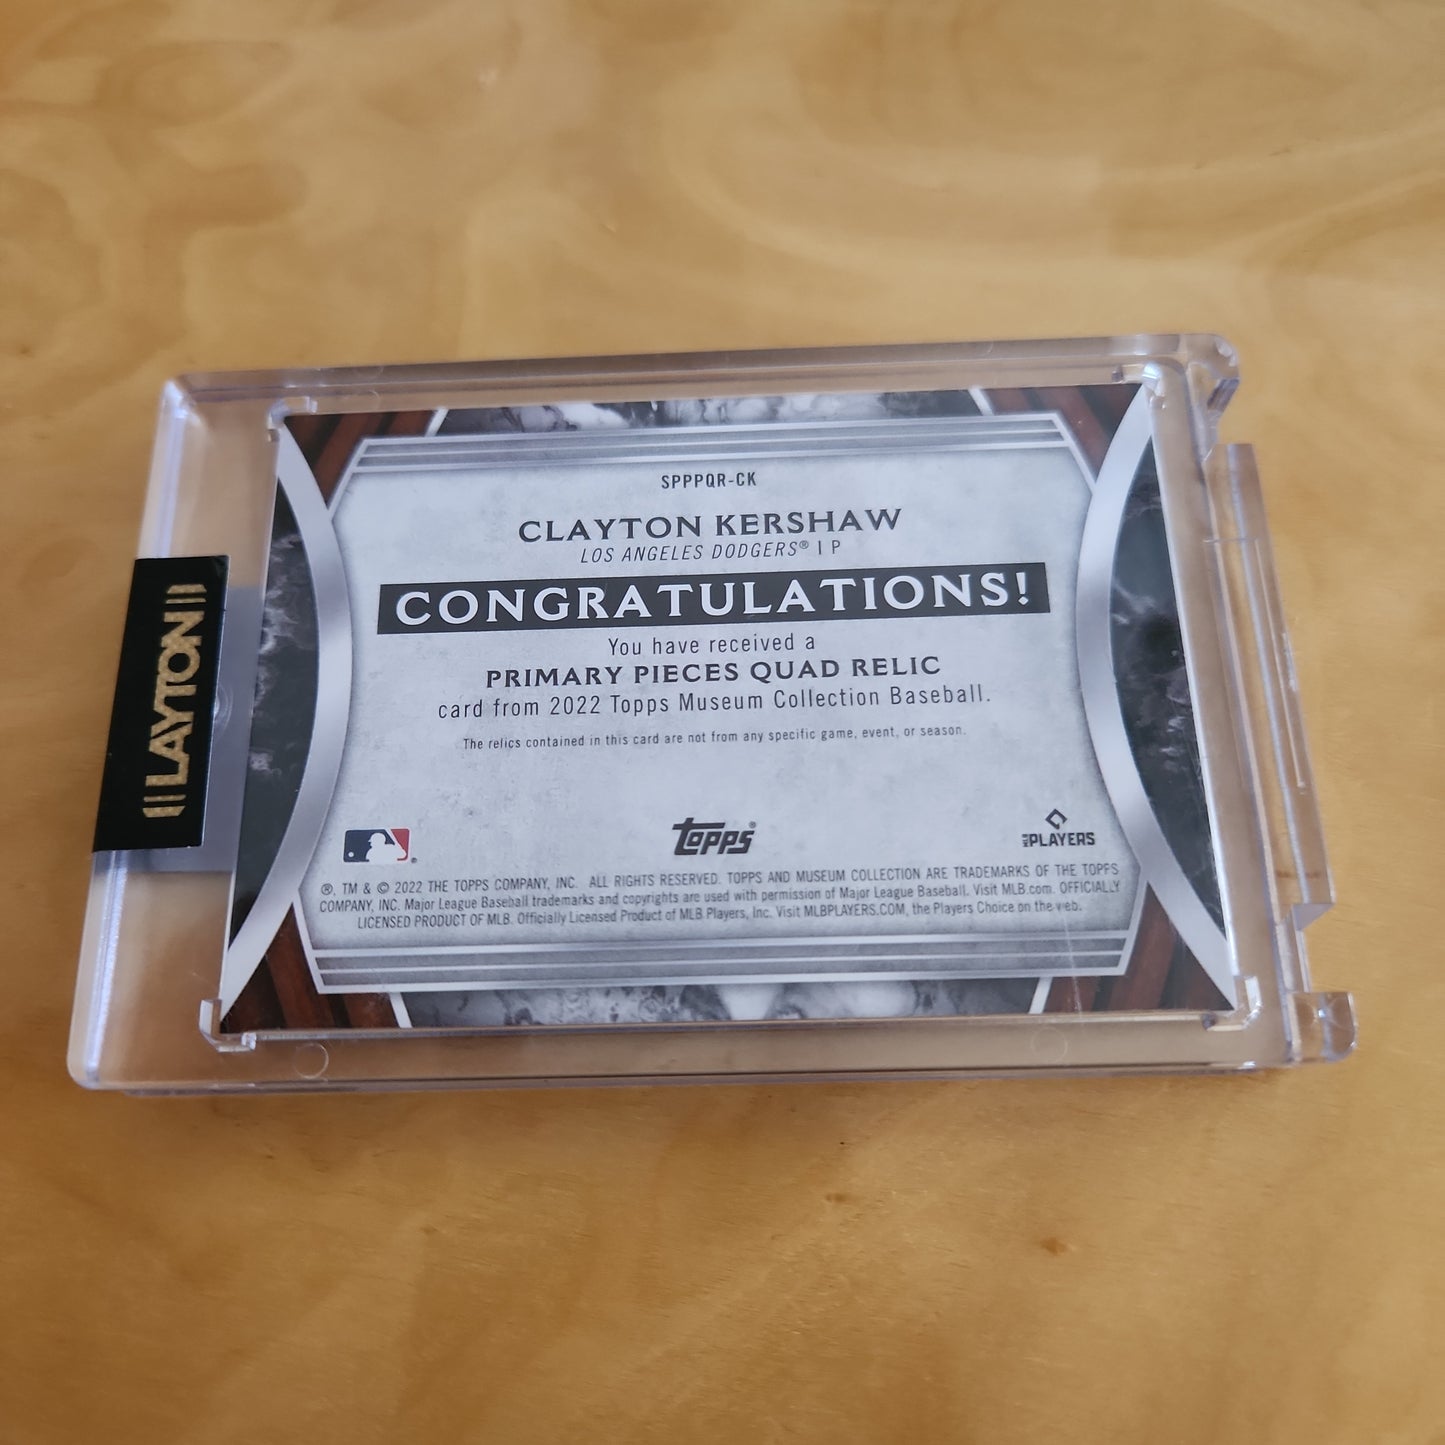 SPPPQR-CK
CLAYTON KERSHAW
LOS ANGELES DODGERS® | P
CONGRATULATIONS!
You have received a
PRIMARY PIECES QUAD RELIC
card from 2022 Topps Museum Collection Baseball.
The relics contained in this card are not from any specific game, event, or season.
Topps®
MLB PLAYERS
®, TM & © 2022 THE TOPPS COMPANY, INC. ALL RIGHTS RESERVED. TOPPS AND MUSEUM COLLECTION ARE TRADEMARKS OF THE TOPPS
COMPANY, INC. Major League Baseball trademarks and copyrights are used with permission of Major League Baseball. Visit MLB.com. OFFICIALLY
LICENSED PRODUCT OF MLB. Officially Licensed Product of MLB Players, Inc. Visit MLBPLAYERS.COM, the Players Choice on the web.
LAYTON